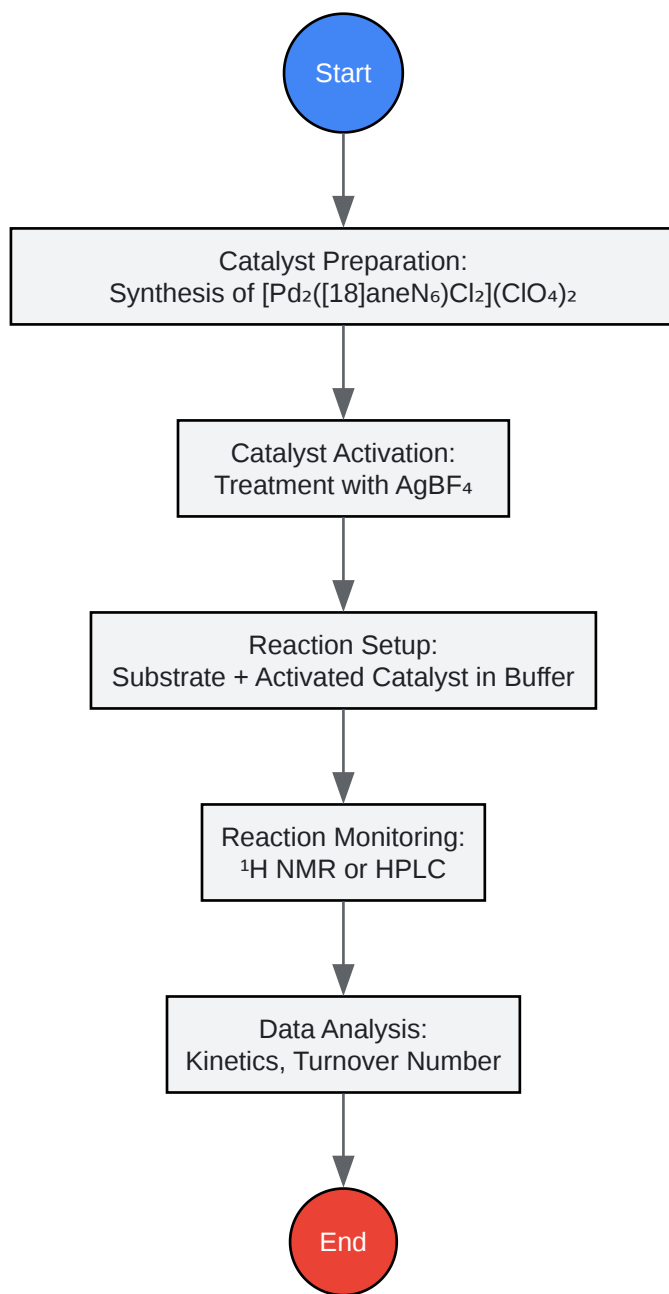 Start
Catalyst Preparation:
Synthesis of [Pd₂([18]aneN₆)Cl₂](ClO₄)₂
Catalyst Activation:
Treatment with AgBF₄
Reaction Setup:
Substrate + Activated Catalyst in Buffer
Reaction Monitoring:
¹H NMR or HPLC
Data Analysis:
Kinetics, Turnover Number
End